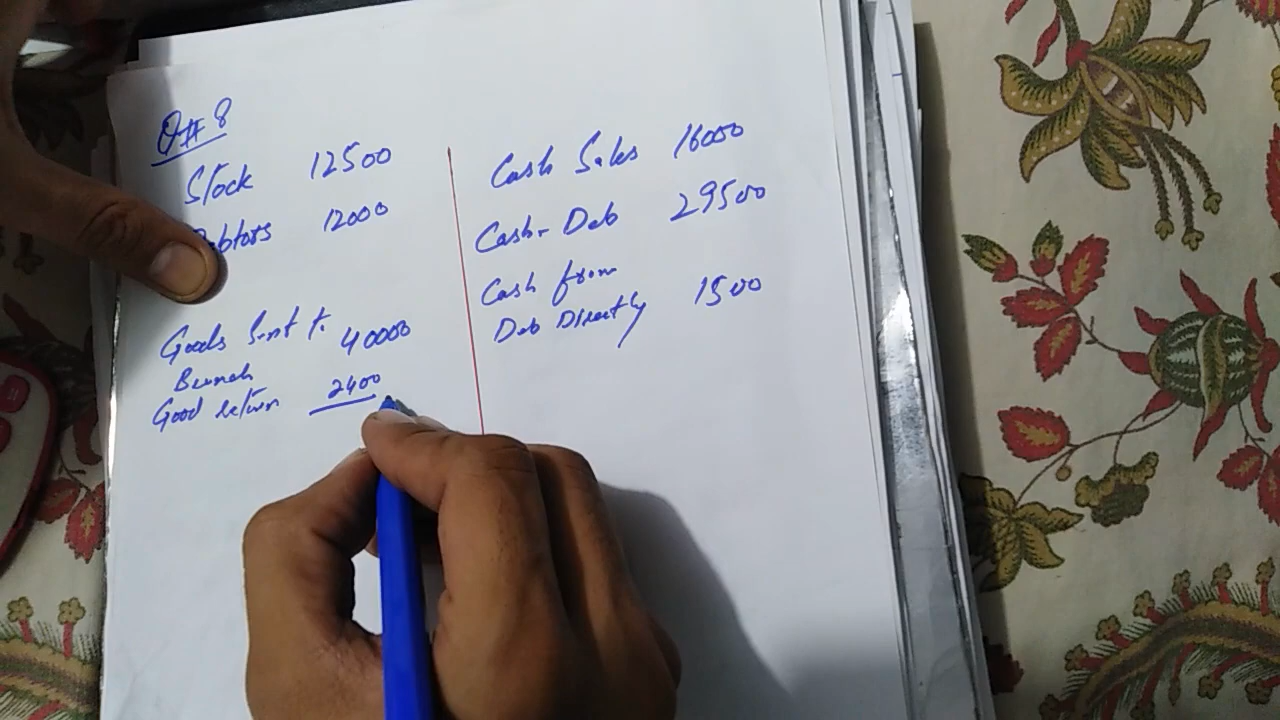 Q# 8
Stock 12500
Debtors 12000
Goods Sent to 40000
Branch
Good return 2400
Cash Sales 16000
Cash - Deb 29500
Cash from
Deb Directly 1500